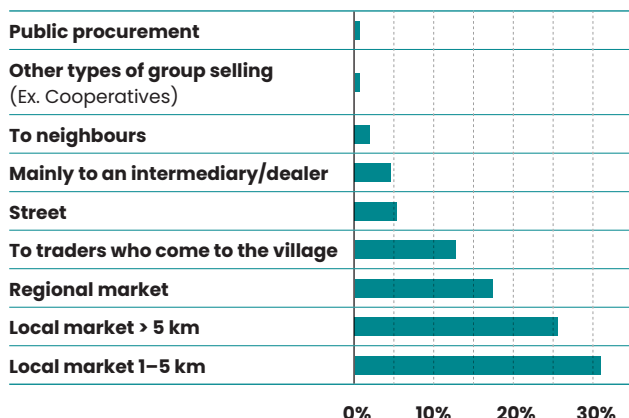 Public procurement
Other types of group selling
(Ex. Cooperatives)
To neighbours
Mainly to an intermediary/dealer
Street
To traders who come to the village
Regional market
Local market > 5 km
Local market 1–5 km
0% 10% 20% 30%